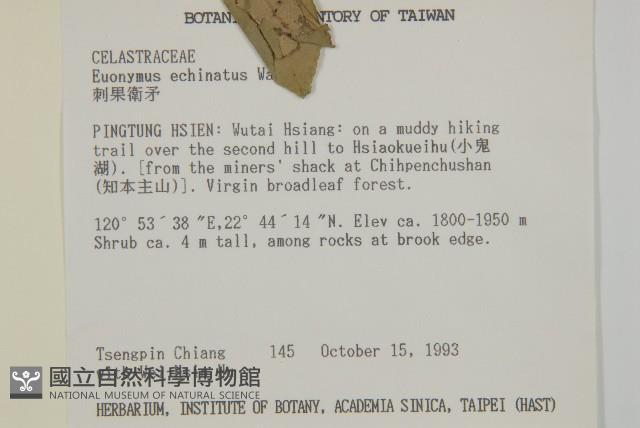 OF TAIWAN
CELASTRACEAE
Euonymus echinatus
刺果衛矛
PINGTUNG HSIEN: Wutai Hsiang: on a muddy hiking
trail over the second hill to Hsiaokueihu(小鬼
湖). [from the miners' shack at Chihpenchushan
(知本主山)]. Virgin broadleaf forest.
120° 53´38 ″E,22° 44´14 ″N. Elev ca. 1800-1950 m
Shrub ca. 4 m tall, among rocks at brook edge.
Tsengpin Chiang 145 October 15, 1993
國立自然科學博物館
NATIONAL MUSEUM OF NATURAL SCIENCE
HERBARIUM, INSTITUTE OF BOTANY, ACADEMIA SINICA, TAIPEI (HAST)